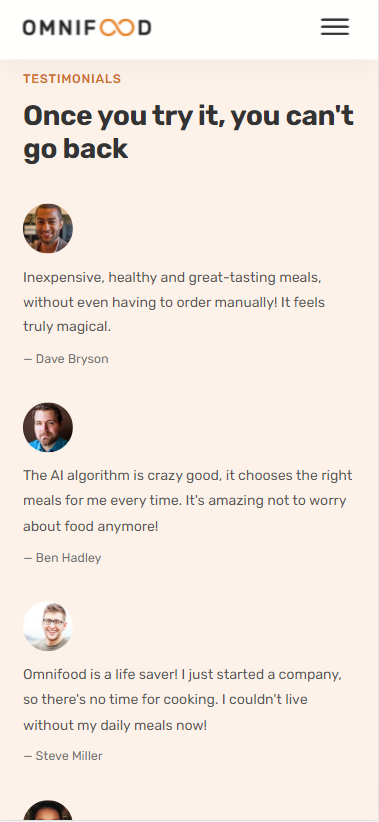 OMNIFOOD
TESTIMONIALS
Once you try it, you can't
go back
Inexpensive, healthy and great-tasting meals,
without even having to order manually! It feels
truly magical.
— Dave Bryson
The AI algorithm is crazy good, it chooses the right
meals for me every time. It's amazing not to worry
about food anymore!
— Ben Hadley
Omnifood is a life saver! I just started a company,
so there's no time for cooking. I couldn't live
without my daily meals now!
— Steve Miller